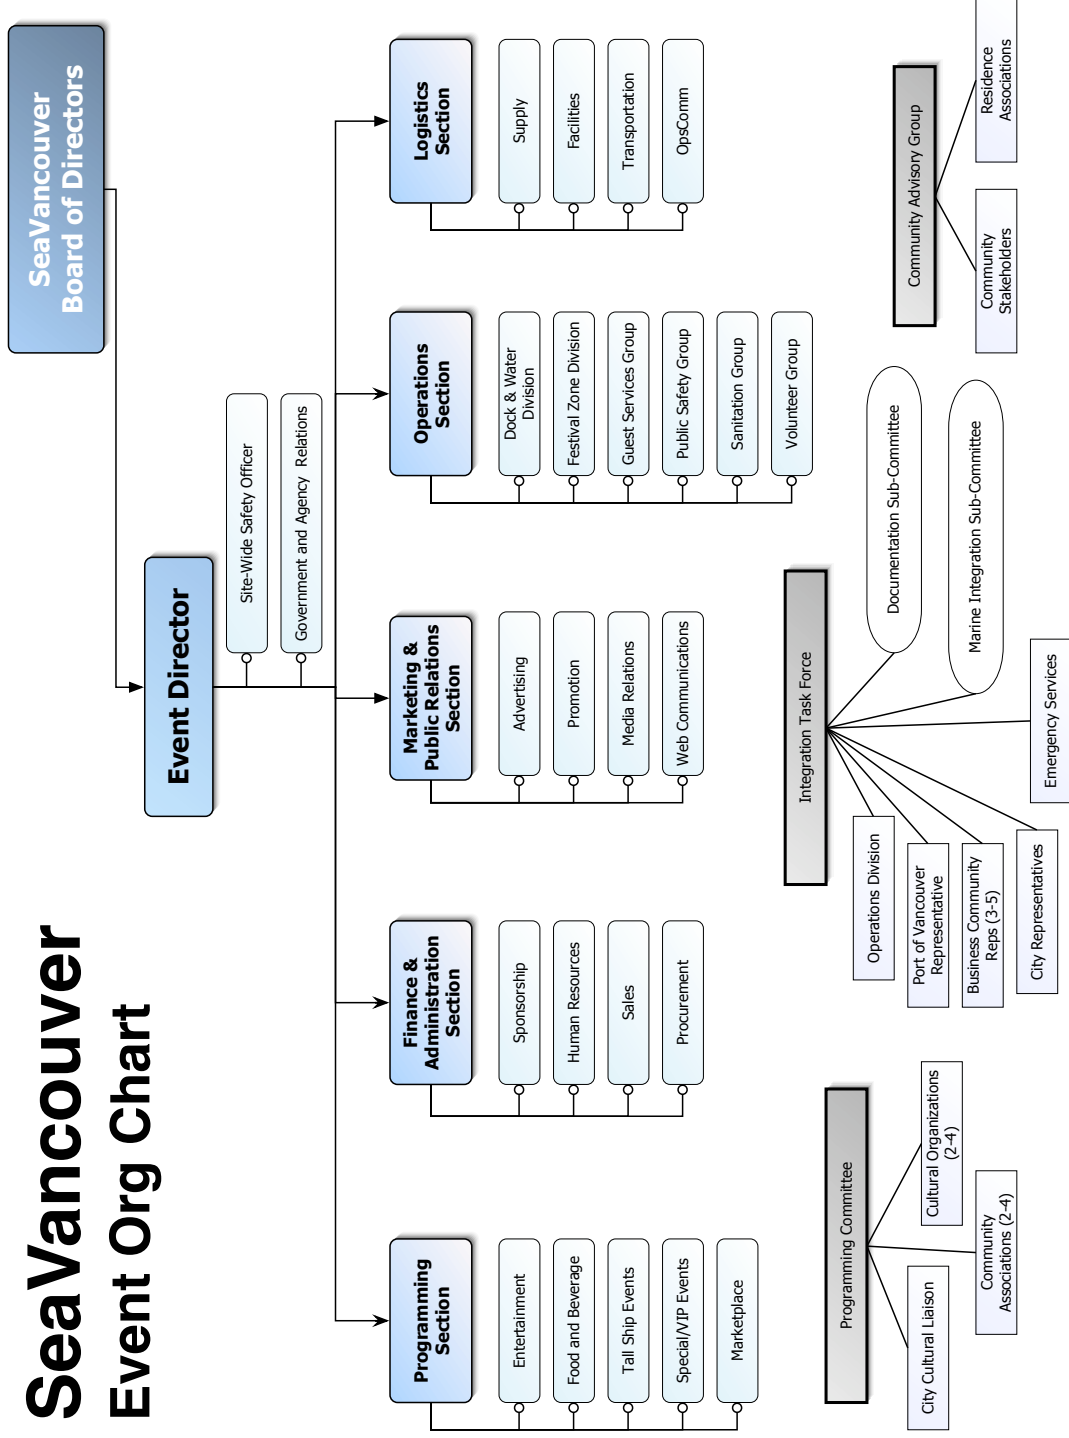 SeaVancouver
Event Org Chart
SeaVancouver
Board of Directors
Event Director
Site-Wide Safety Officer
Government and Agency Relations
Programming
Section
Entertainment
Food and Beverage
Tall Ship Events
Special/VIP Events
Marketplace
Finance &
Administration
Section
Sponsorship
Human Resources
Sales
Procurement
Marketing &
Public Relations
Section
Advertising
Promotion
Media Relations
Web Communications
Operations
Section
Dock & Water
Division
Festival Zone Division
Guest Services Group
Public Safety Group
Sanitation Group
Volunteer Group
Logistics
Section
Supply
Facilities
Transportation
OpsComm
Programming Committee
City Cultural Liaison
Community
Associations (2-4)
Cultural Organizations
(2-4)
Integration Task Force
Operations Division
Port of Vancouver
Representative
Business Community
Reps (3-5)
City Representatives
Emergency Services
Marine Integration Sub-Committee
Documentation Sub-Committee
Community Advisory Group
Community
Stakeholders
Residence
Associations